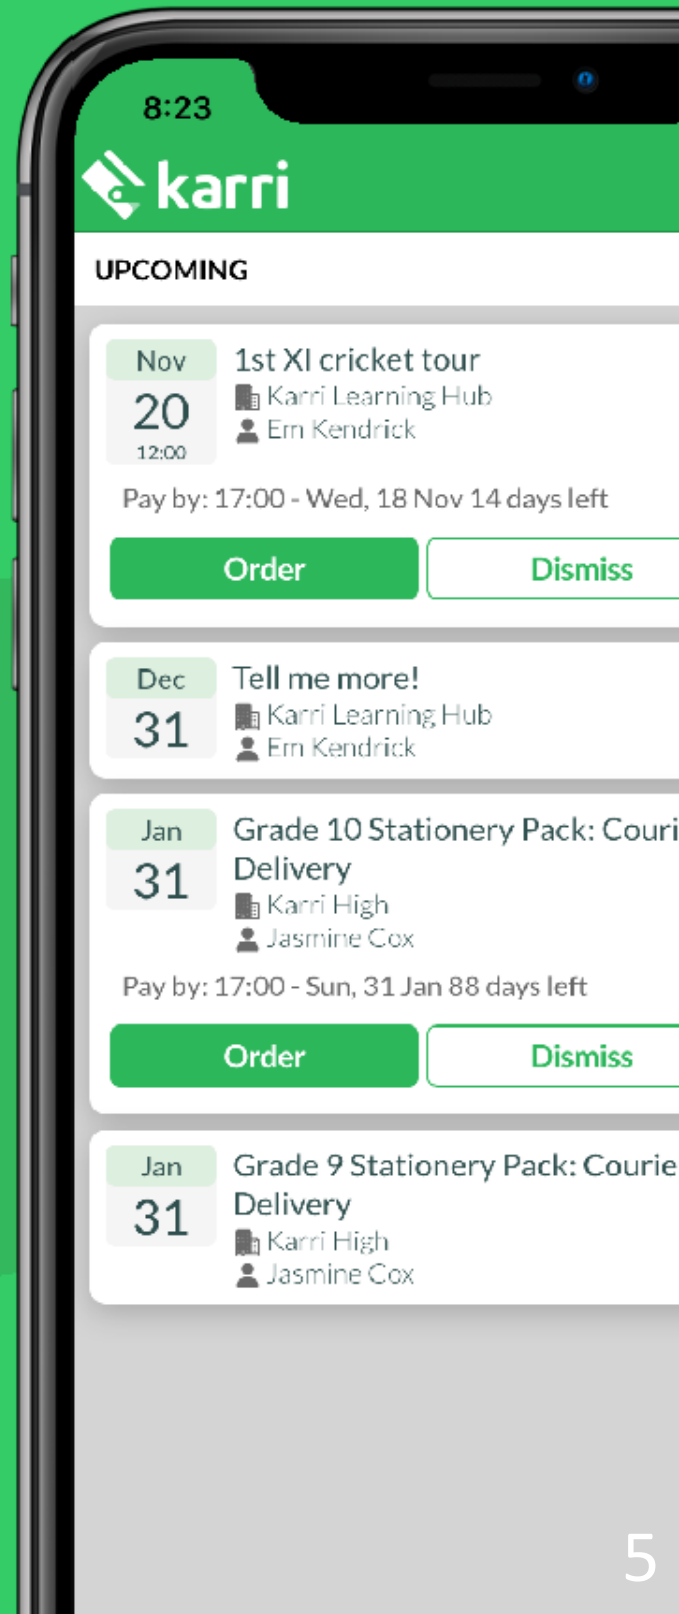 8:23
karri
UPCOMING
Nov
20
12:00
1st XI cricket tour
Karri Learning Hub
Em Kendrick
Pay by: 17:00 - Wed, 18 Nov 14 days left
Order
Dismiss
Dec
31
Tell me more!
Karri Learning Hub
Em Kendrick
Jan
31
Grade 10 Stationery Pack: Couri
Delivery
Karri High
Jasmine Cox
Pay by: 17:00 - Sun, 31 Jan 88 days left
Order
Dismiss
Jan
31
Grade 9 Stationery Pack: Courie
Delivery
Karri High
Jasmine Cox
5